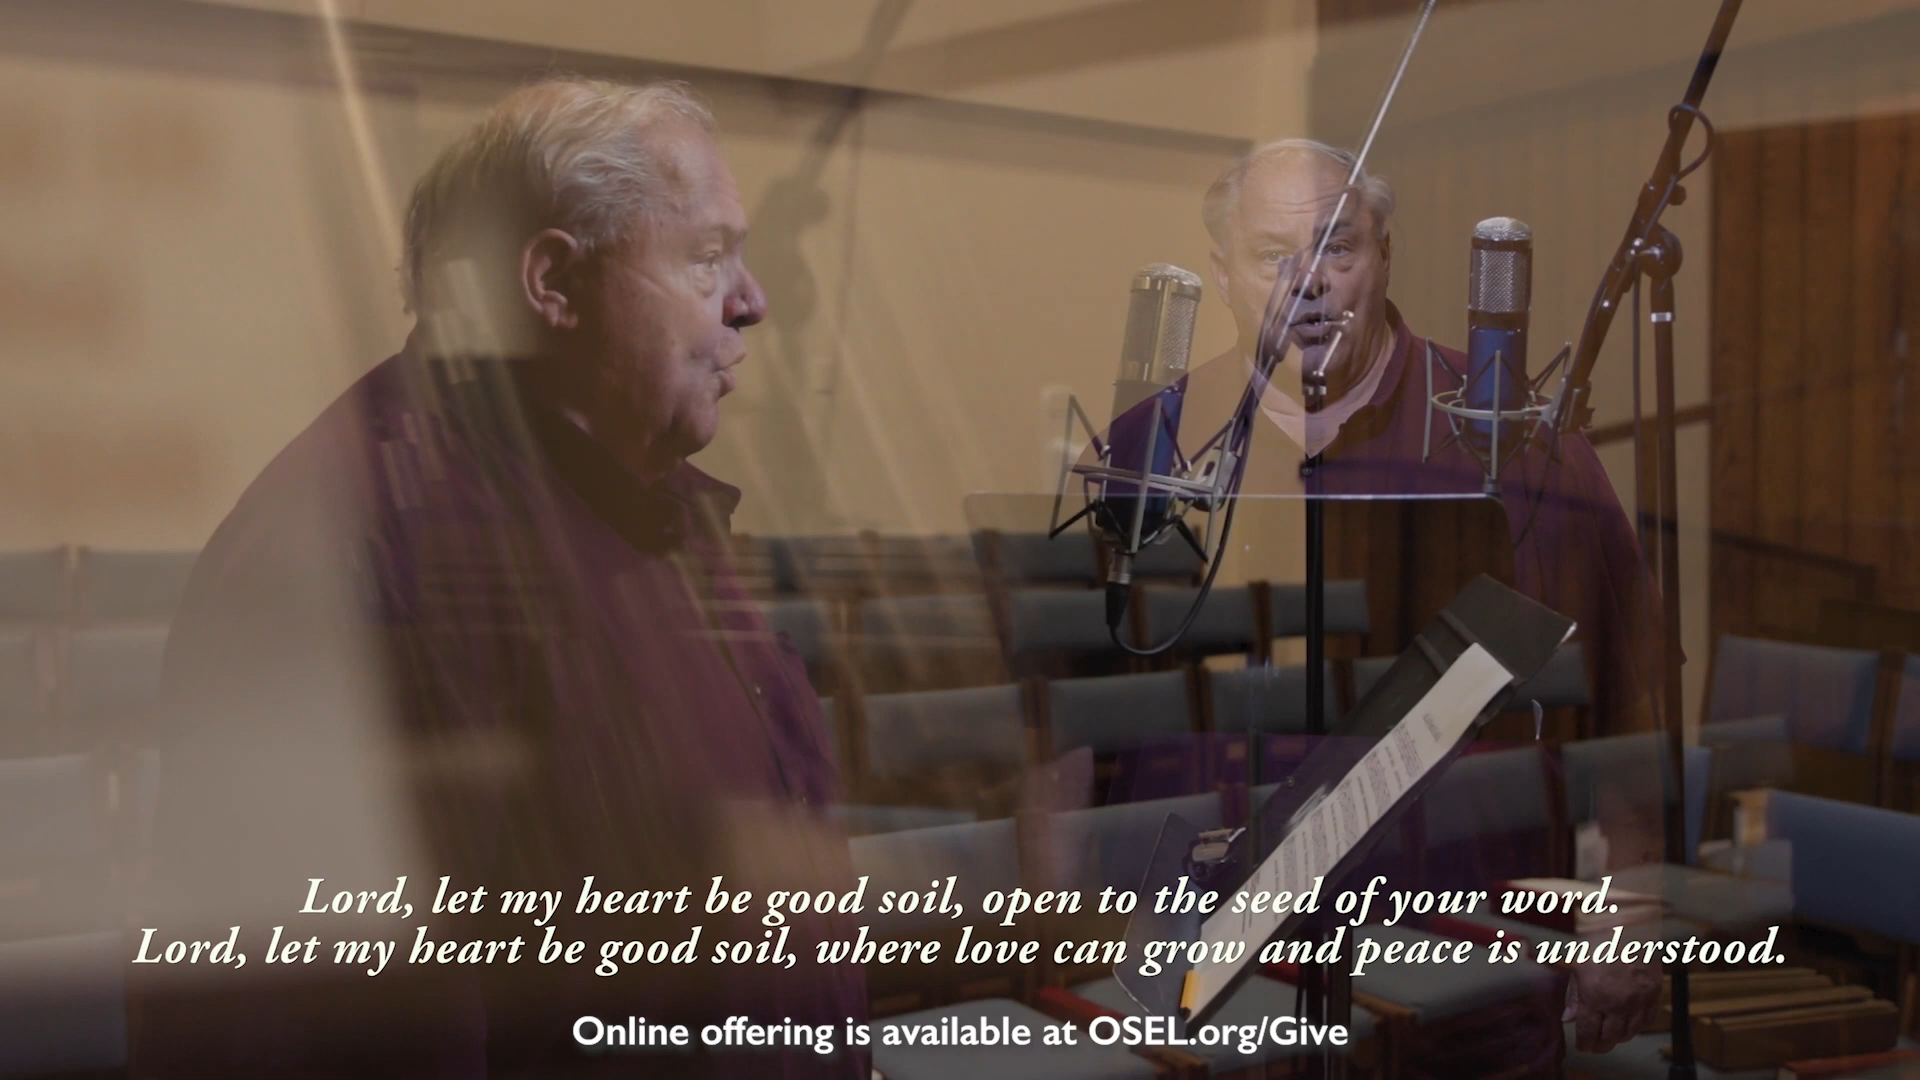 Lord, let my heart be good soil, open to the seed of your word.
Lord, let my heart be good soil, where love can grow and peace is understood.
Online offering is available at OSEL.org/Give